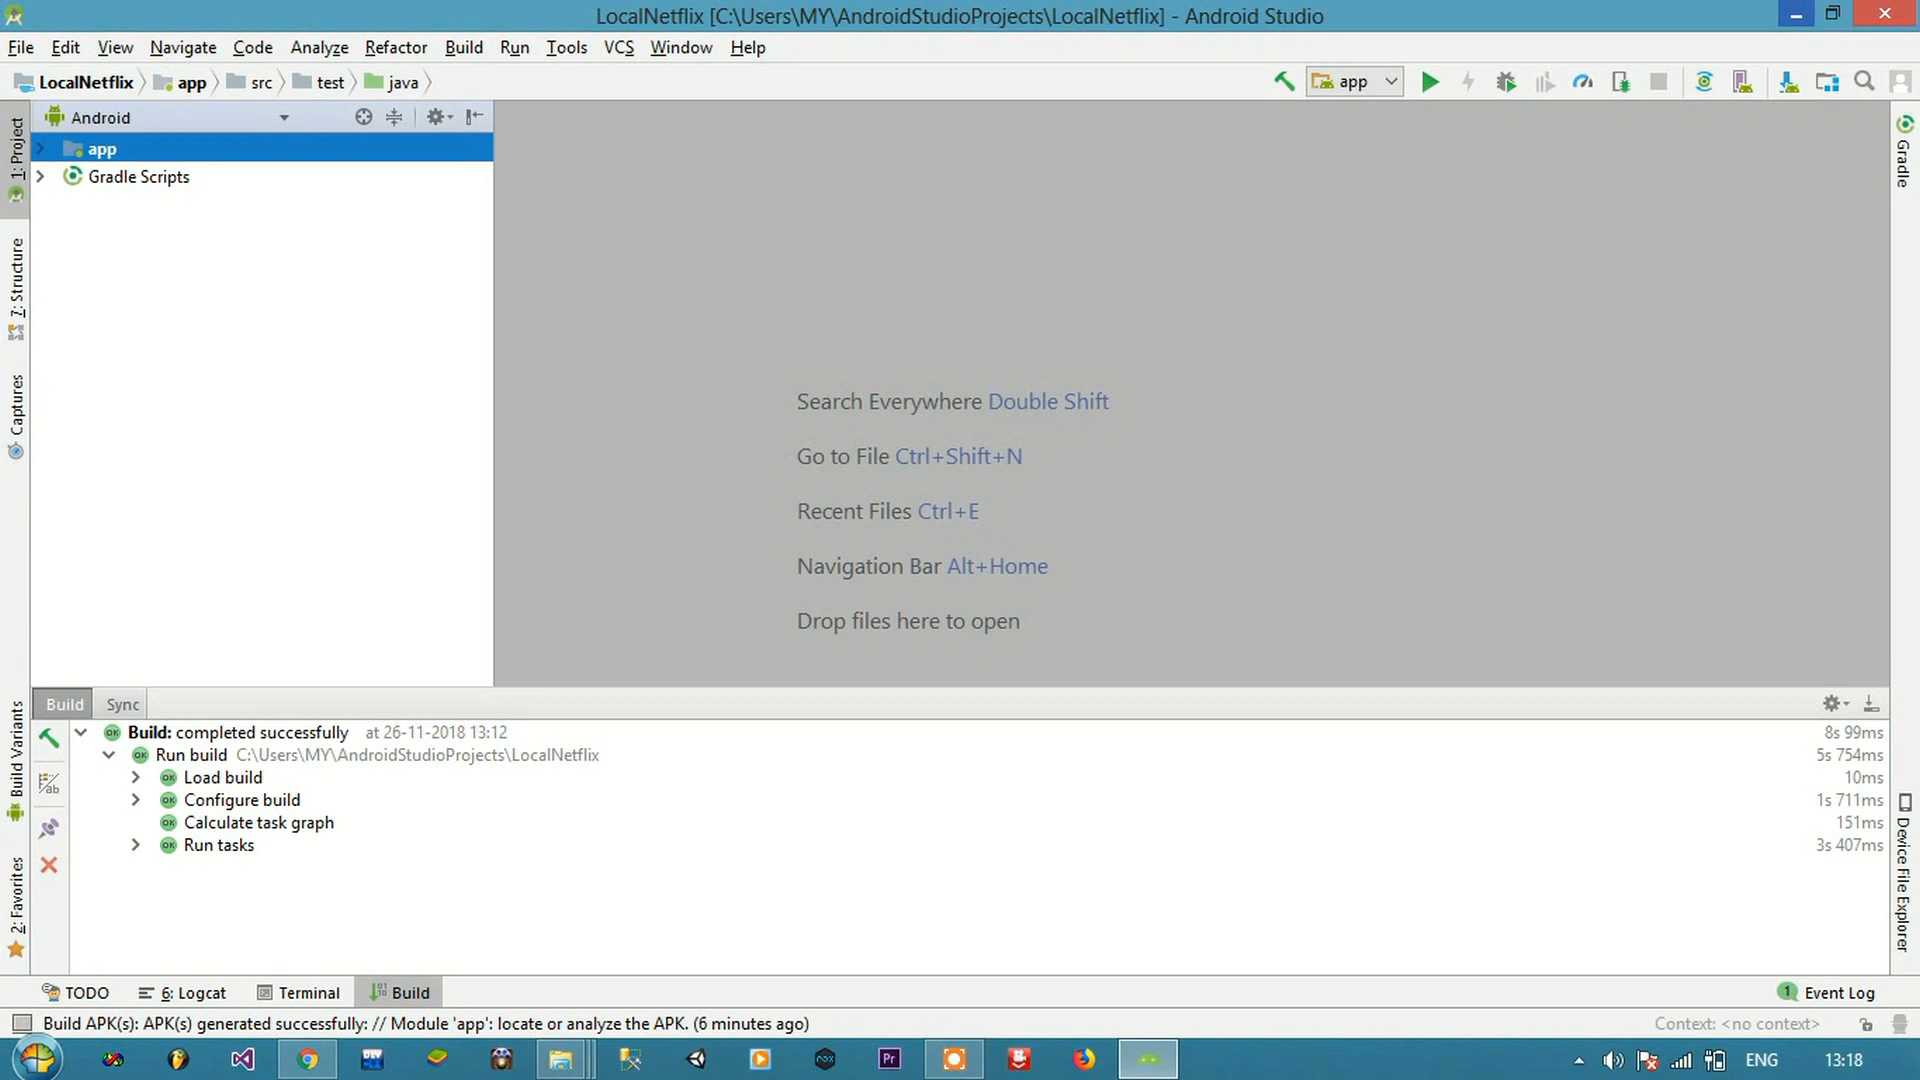 LocalNetflix [C:\Users\MY\AndroidStudioProjects\LocalNetflix] - Android Studio
File Edit View Navigate Code Analyze Refactor Build Run Tools VCS Window Help
LocalNetflix app src test java
app
Android
app
Gradle Scripts
1: Project
7: Structure
Captures
Build Variants
2: Favorites
Gradle
Device File Explorer
Search Everywhere Double Shift
Go to File Ctrl+Shift+N
Recent Files Ctrl+E
Navigation Bar Alt+Home
Drop files here to open
Build Sync
Build: completed successfully at 26-11-2018 13:12 8s 99ms
Run build C:\Users\MY\AndroidStudioProjects\LocalNetflix 5s 754ms
Load build 10ms
Configure build 1s 711ms
Calculate task graph 151ms
Run tasks 3s 407ms
TODO 6: Logcat Terminal Build 1 Event Log
Build APK(s): APK(s) generated successfully: // Module 'app': locate or analyze the APK. (6 minutes ago) Context: <no context>
DEV Pr ENG 13:18